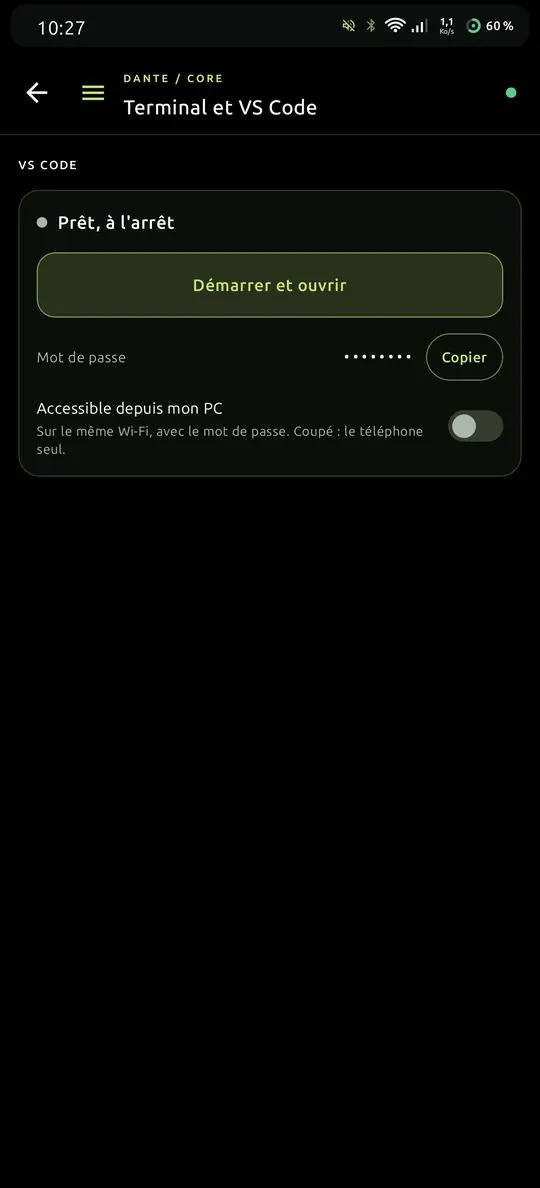 10:27
1,1
Ko/s
60 %
DANTE / CORE
Terminal et VS Code
VS CODE
Prêt, à l'arrêt
Démarrer et ouvrir
Mot de passe
••••••••
Copier
Accessible depuis mon PC
Sur le même Wi-Fi, avec le mot de passe. Coupé : le téléphone
seul.